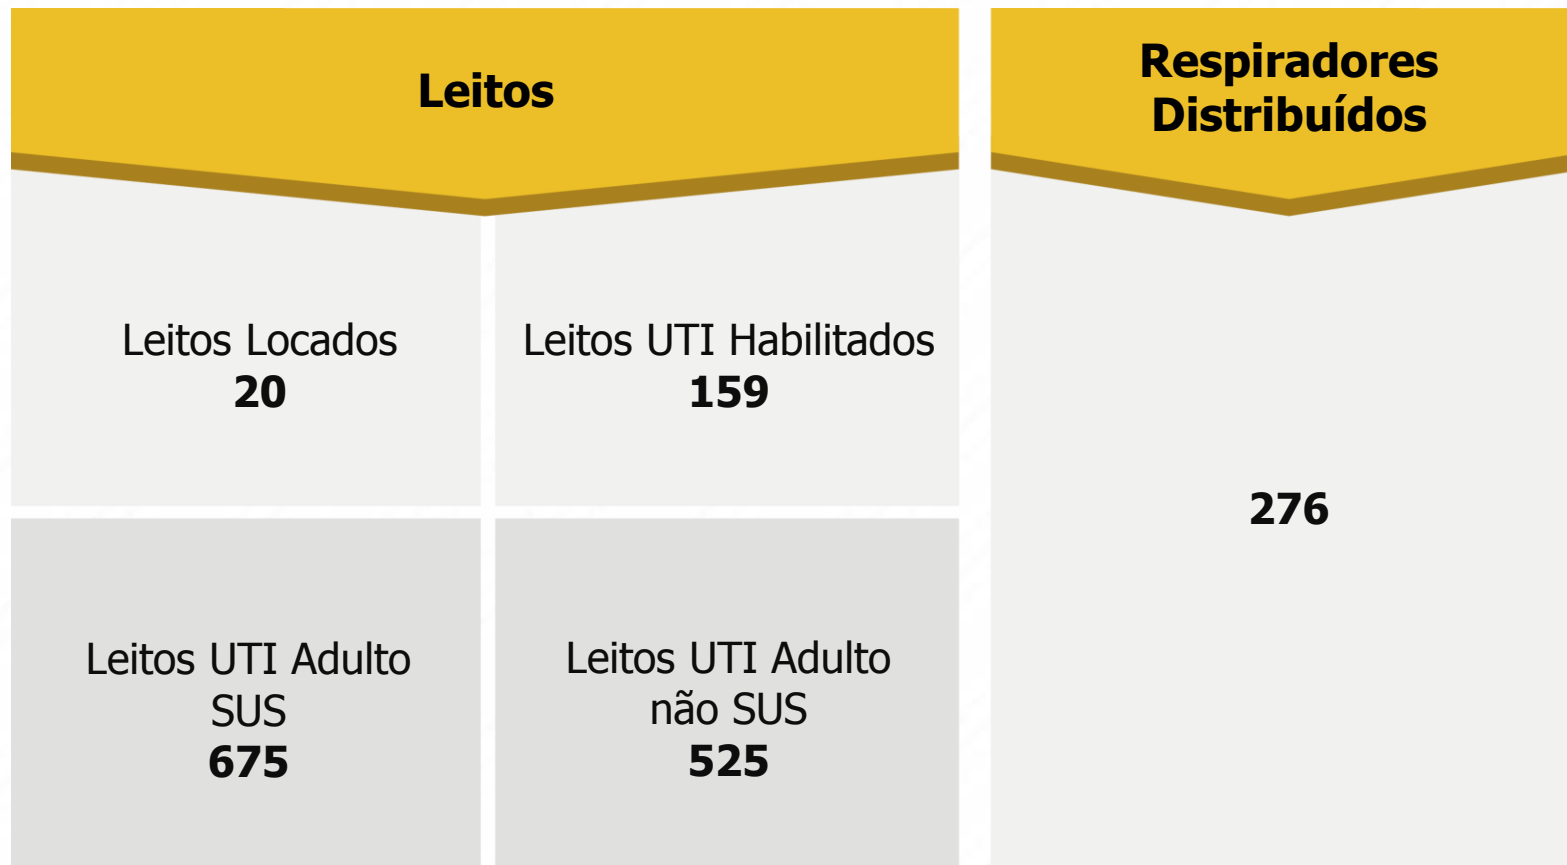 Leitos
Leitos Locados
20
Leitos UTI Habilitados
159
Leitos UTI Adulto
SUS
675
Leitos UTI Adulto
não SUS
525
Respiradores
Distribuídos
276